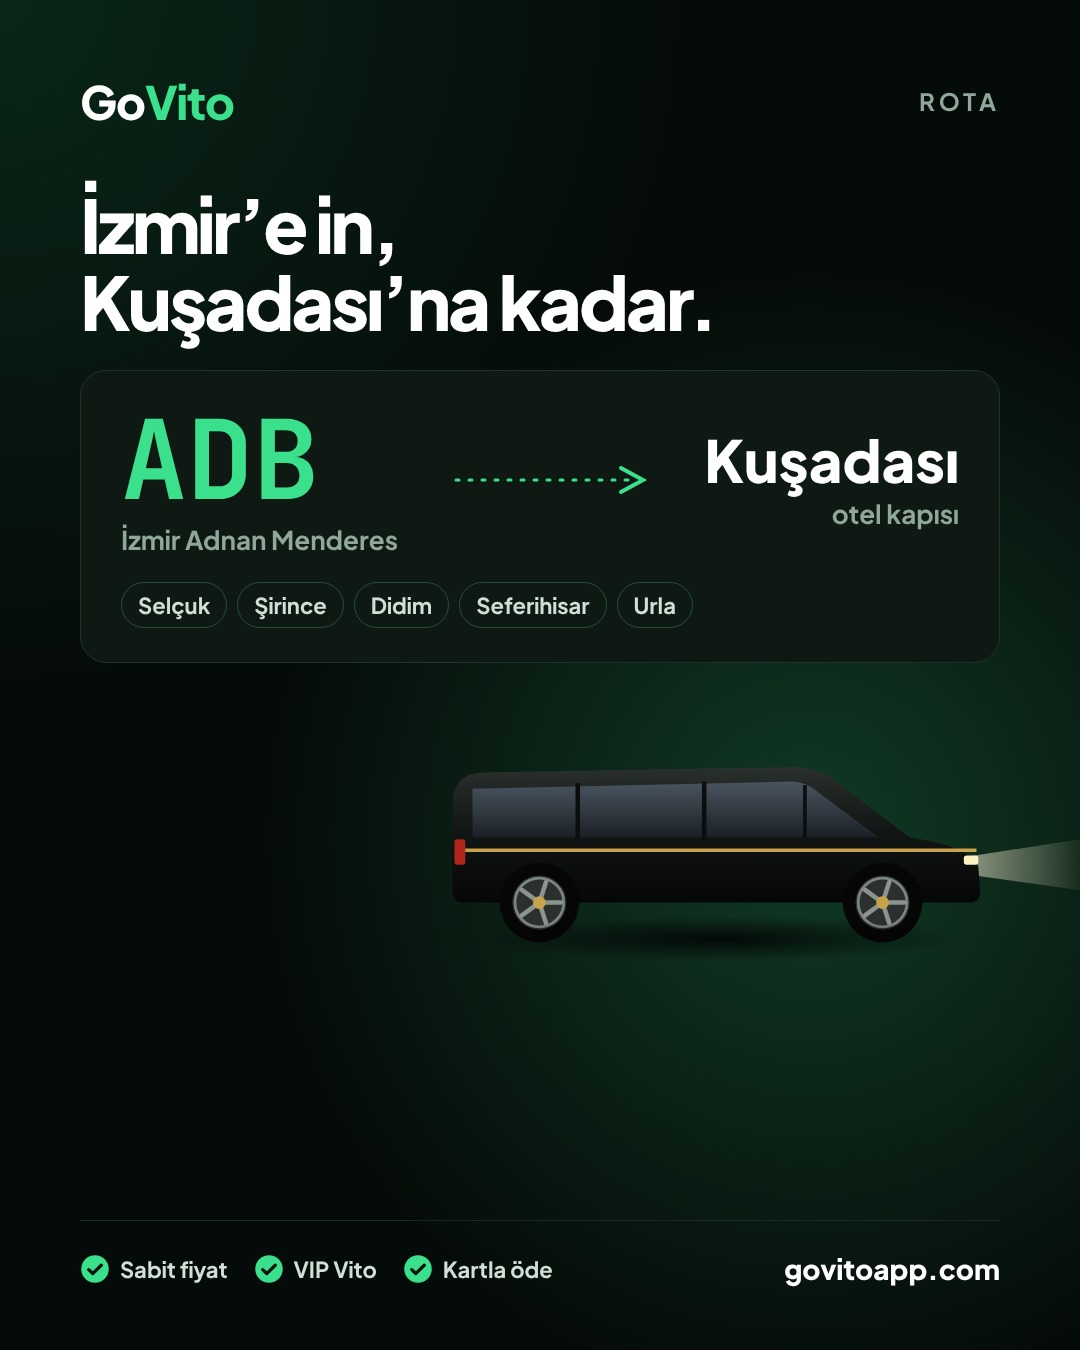 GoVito
ROTA
İzmir’e in,
Kuşadası’na kadar.
ADB
İzmir Adnan Menderes
Kuşadası
otel kapısı
Selçuk Şirince Didim Seferihisar Urla
Sabit fiyat VIP Vito Kartla öde
govitoapp.com